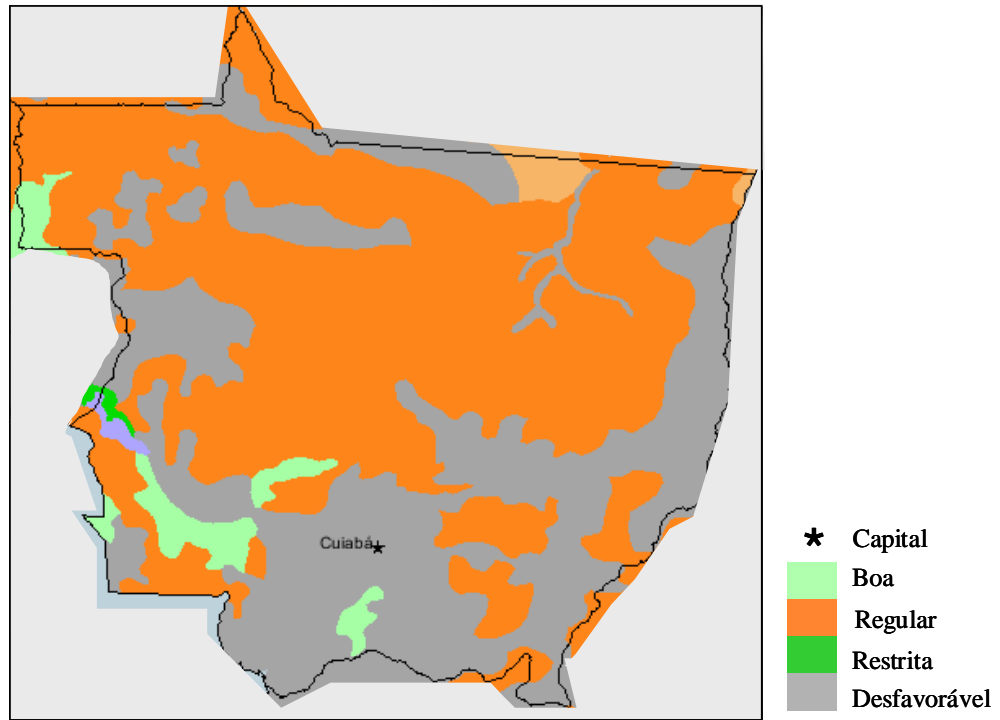 Cuiabá
Capital
Boa
Regular
Restrita
Desfavorável